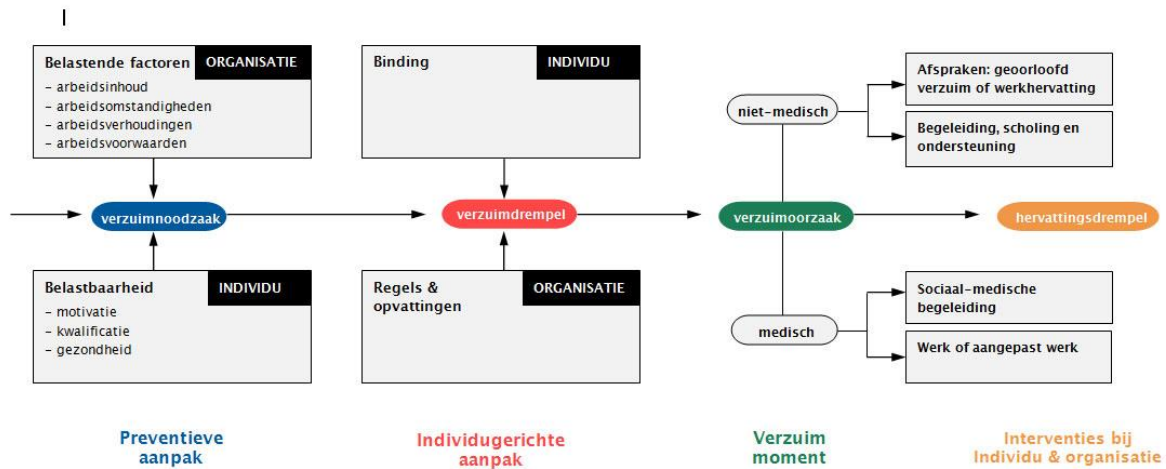 Belastende factoren
ORGANISATIE
- arbeidsinhoud
- arbeidsomstandigheden
- arbeidsverhoudingen
- arbeidsvoorwaarden
Binding
INDIVIDU
niet-medisch
Afspraken: geoorloofd
verzuim of werkhervatting
Begeleiding, scholing en
ondersteuning
verzuimnoodzaak
verzuimdrempel
verzuimoorzaak
hervattingsdrempel
Belastbaarheid
INDIVIDU
- motivatie
- kwalificatie
- gezondheid
Regels &
opvattingen
ORGANISATIE
medisch
Sociaal-medische
begeleiding
Werk of aangepast werk
Preventieve
aanpak
Individugerichte
aanpak
Verzuim
moment
Interventies bij
Individu & organisatie